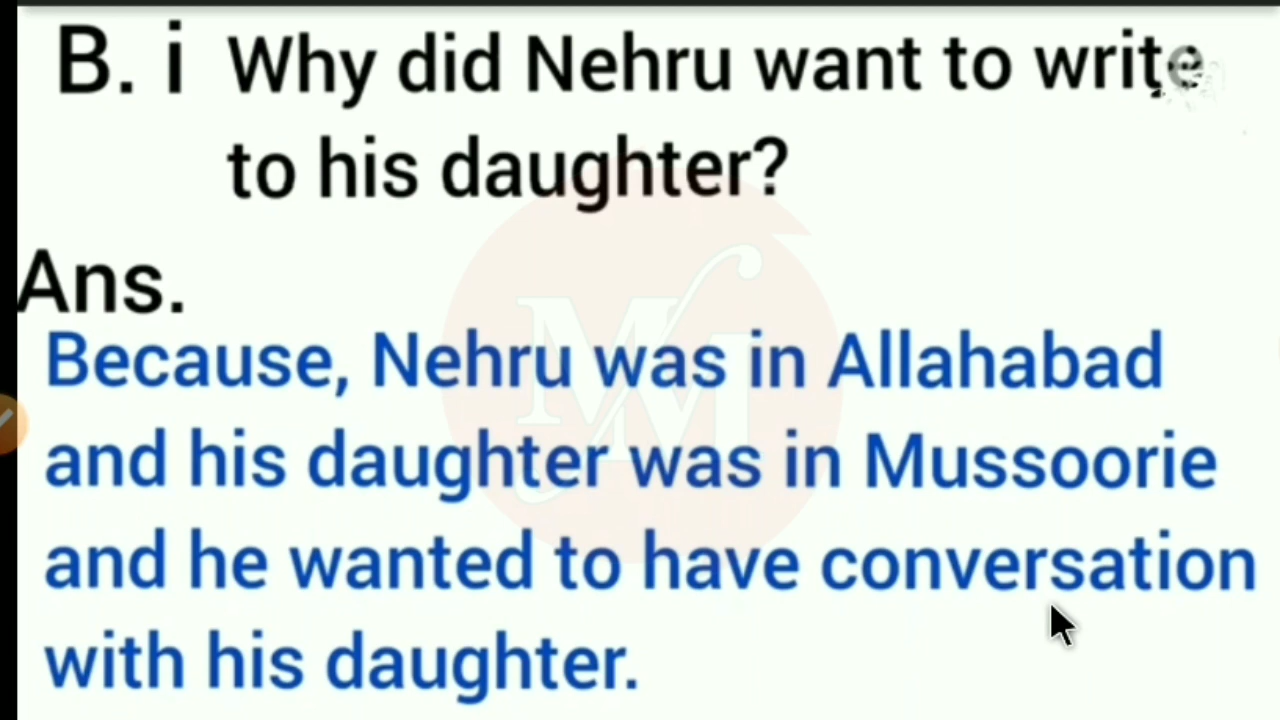 B. i Why did Nehru want to write
to his daughter?
Ans.
Because, Nehru was in Allahabad
and his daughter was in Mussoorie
and he wanted to have conversation
with his daughter.
MM